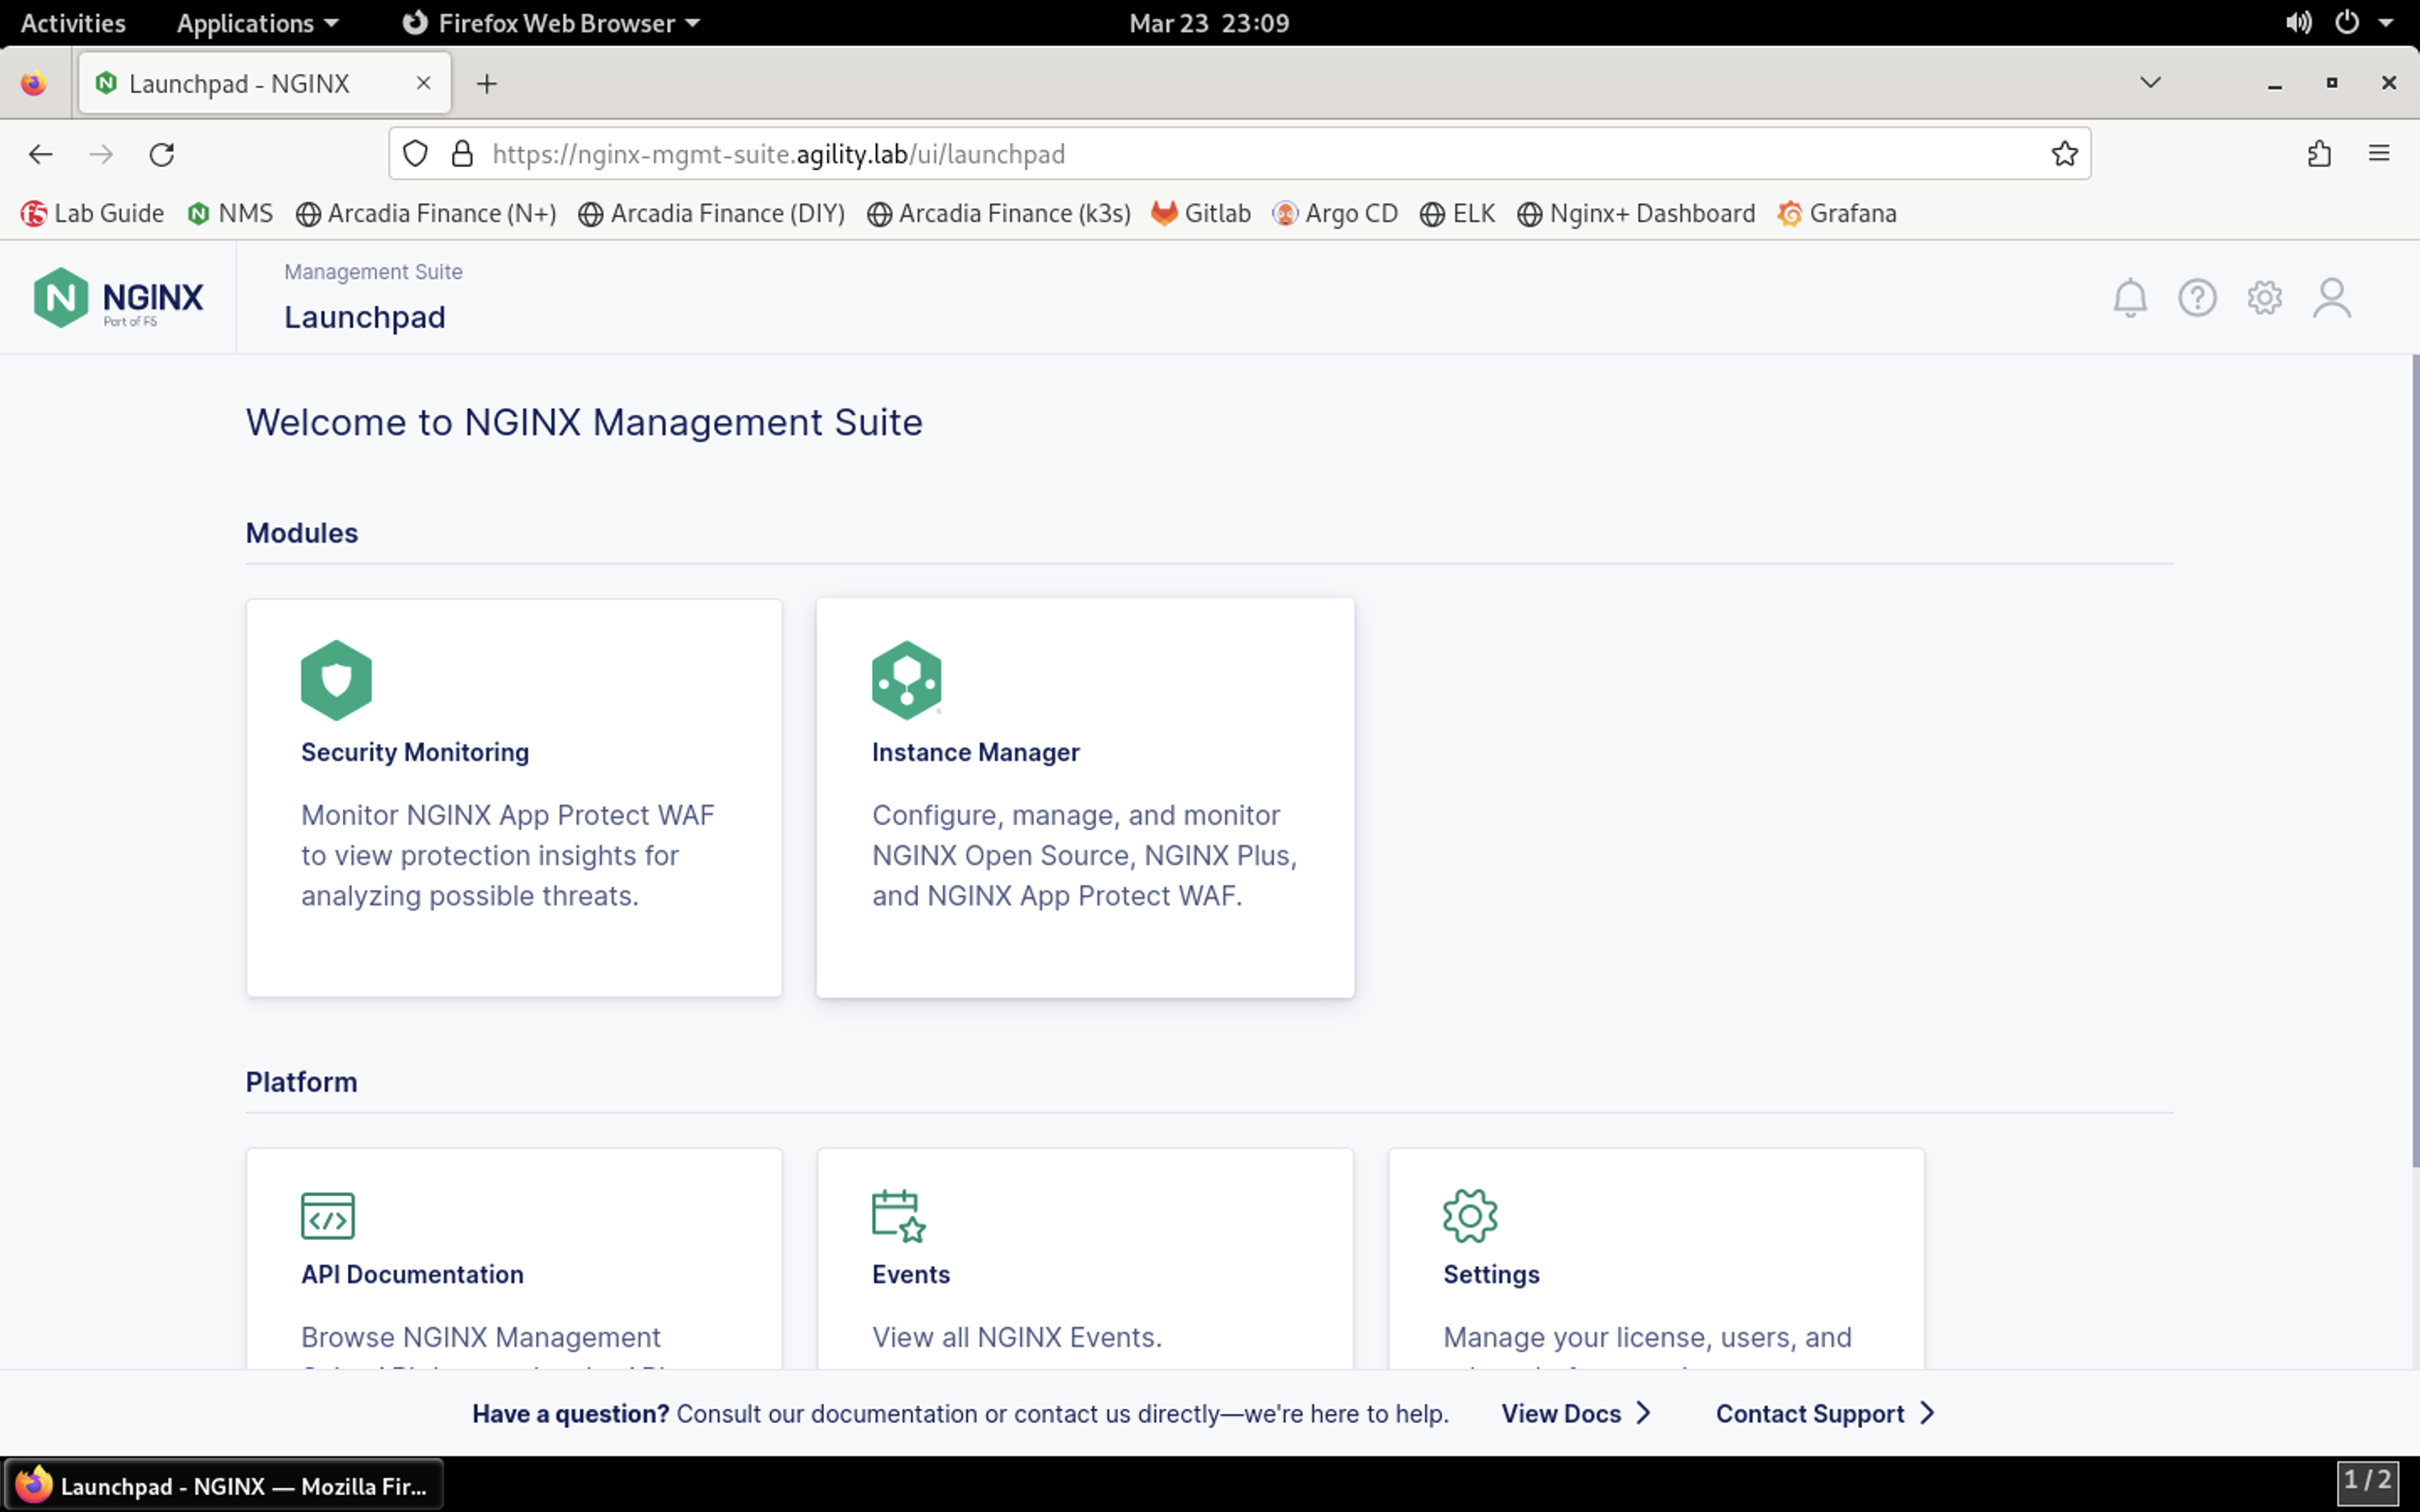 Activities Applications Firefox Web Browser Mar 23 23:09
Launchpad - NGINX
https://nginx-mgmt-suite.agility.lab/ui/launchpad
Lab Guide NMS Arcadia Finance (N+) Arcadia Finance (DIY) Arcadia Finance (k3s) Gitlab Argo CD ELK Nginx+ Dashboard Grafana
NGINX
Part of F5
Management Suite
Launchpad
Welcome to NGINX Management Suite
Modules
Security Monitoring
Monitor NGINX App Protect WAF
to view protection insights for
analyzing possible threats.
Instance Manager
Configure, manage, and monitor
NGINX Open Source, NGINX Plus,
and NGINX App Protect WAF.
Platform
API Documentation
Browse NGINX Management
Events
View all NGINX Events.
Settings
Manage your license, users, and
Have a question? Consult our documentation or contact us directly—we're here to help. View Docs Contact Support
Launchpad - NGINX — Mozilla Fir...
1 / 2